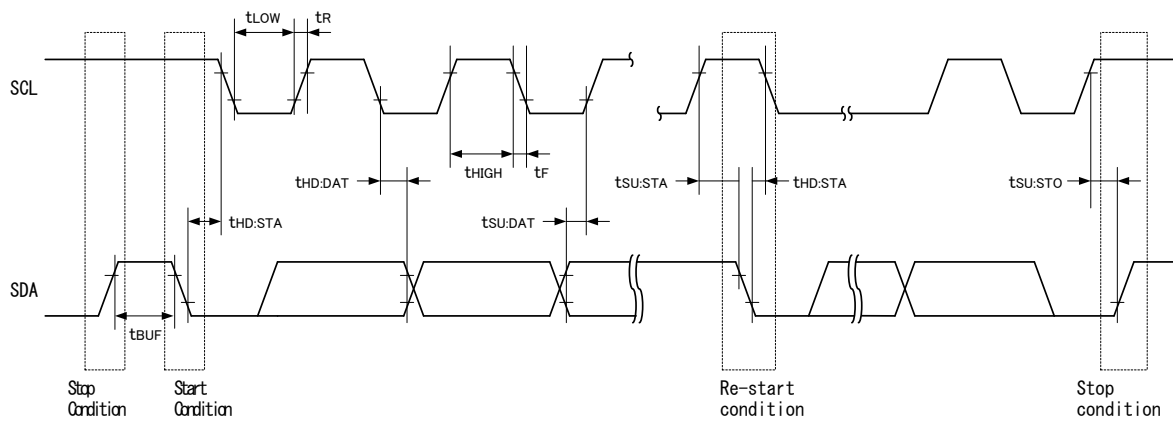 tLOW
tR
SCL
tHD:DAT
tHIGH
tF
tSU:STA
tHD:STA
tSU:STO
tHD:STA
tSU:DAT
SDA
tBUF
Stop
Condition
Start
Condition
Re-start
condition
Stop
condition